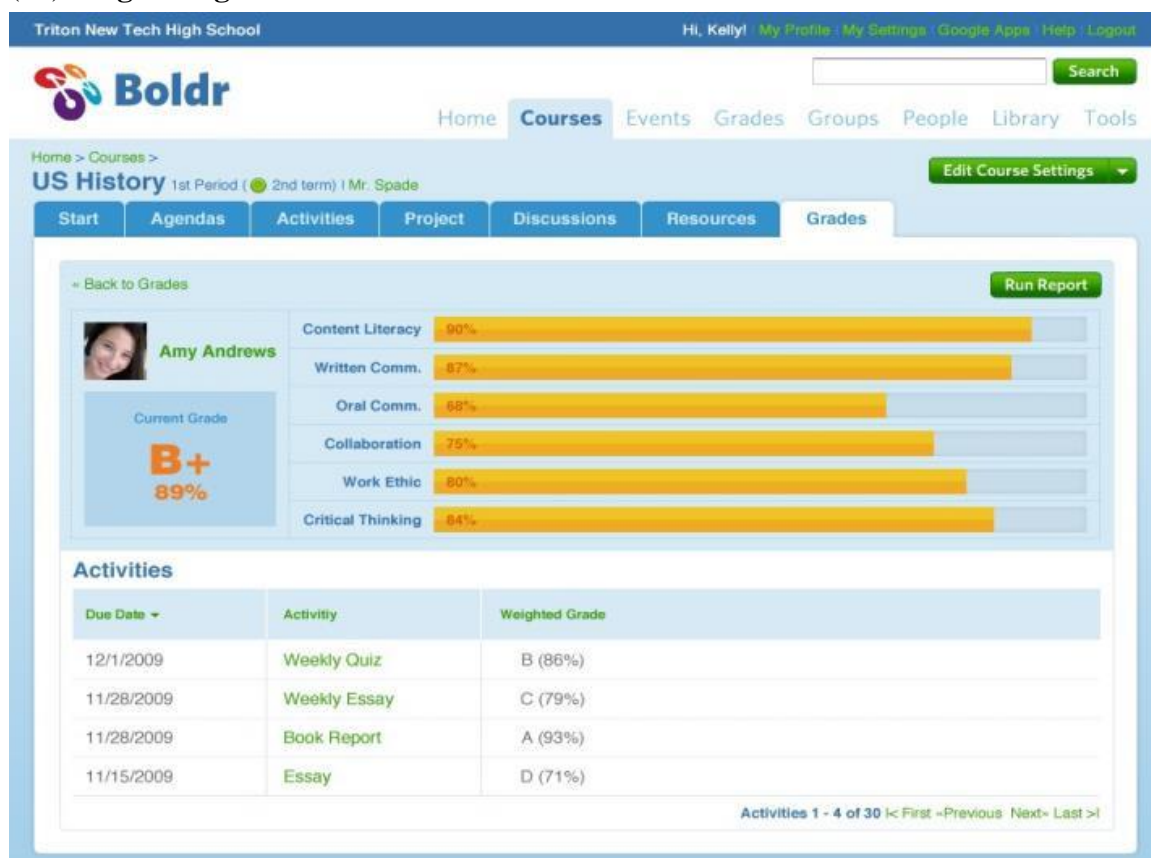 Triton New Tech High School Hi, Kelly! | My Profile | My Settings | Google Apps | Help | Logout
Boldr
Search
Home Courses Events Grades Groups People Library Tools
Home > Courses >
US History 1st Period ( 2nd term) | Mr. Spade
Edit Course Settings
Start Agendas Activities Project Discussions Resources Grades
« Back to Grades
Run Report
Amy Andrews
Current Grade
B+
89%
Content Literacy 90%
Written Comm. 87%
Oral Comm. 68%
Collaboration 75%
Work Ethic 80%
Critical Thinking 84%
Activities
Due Date Activitiy Weighted Grade
12/1/2009 Weekly Quiz B (86%)
11/28/2009 Weekly Essay C (79%)
11/28/2009 Book Report A (93%)
11/15/2009 Essay D (71%)
Activities 1 - 4 of 30 |< First «Previous Next» Last >|